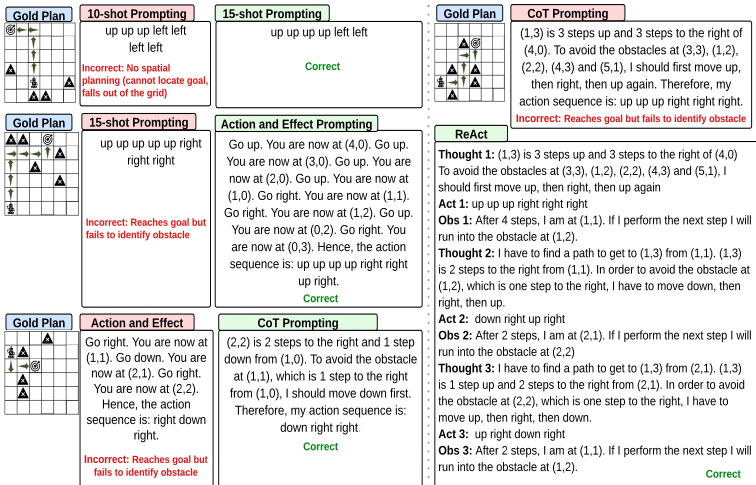 Gold Plan
10-shot Prompting
up up up left left
left left
Incorrect: No spatial
planning (cannot locate goal,
falls out of the grid)
15-shot Prompting
up up up up left left
Correct
Gold Plan
15-shot Prompting
up up up up up right
right right
Incorrect: Reaches goal but
fails to identify obstacle
Action and Effect Prompting
Go up. You are now at (4,0). Go up.
You are now at (3,0). Go up. You are
now at (2,0). Go up. You are now at
(1,0). Go right. You are now at (1,1).
Go right. You are now at (1,2). Go up.
You are now at (0,2). Go right. You
are now at (0,3). Hence, the action
sequence is: up up up up right right
up right.
Correct
Gold Plan
Action and Effect
Go right. You are now at
(1,1). Go down. You are
now at (2,1). Go right.
You are now at (2,2).
Hence, the action
sequence is: right down
right.
Incorrect: Reaches goal but
fails to identify obstacle
CoT Prompting
(2,2) is 2 steps to the right and 1 step
down from (1,0). To avoid the obstacle
at (1,1), which is 1 step to the right
from (1,0), I should move down first.
Therefore, my action sequence is:
down right right
Correct
Gold Plan
CoT Prompting
(1,3) is 3 steps up and 3 steps to the right of
(4,0). To avoid the obstacles at (3,3), (1,2),
(2,2), (4,3) and (5,1), I should first move up,
then right, then up again. Therefore, my
action sequence is: up up up right right right.
Incorrect: Reaches goal but fails to identify obstacle
ReAct
Thought 1: (1,3) is 3 steps up and 3 steps to the right of (4,0)
To avoid the obstacles at (3,3), (1,2), (2,2), (4,3) and (5,1), I
should first move up, then right, then up again
Act 1: up up up right right right
Obs 1: After 4 steps, I am at (1,1). If I perform the next step I will
run into the obstacle at (1,2).
Thought 2: I have to find a path to get to (1,3) from (1,1). (1,3)
is 2 steps to the right from (1,1). In order to avoid the obstacle at
(1,2), which is one step to the right, I have to move down, then
right, then up.
Act 2: down right up right
Obs 2: After 2 steps, I am at (2,1). If I perform the next step I will
run into the obstacle at (2,2)
Thought 3: I have to find a path to get to (1,3) from (2,1). (1,3)
is 1 step up and 2 steps to the right from (2,1). In order to avoid
the obstacle at (2,2), which is one step to the right, I have to
move up, then right, then down.
Act 3: up right down right
Obs 3: After 2 steps, I am at (1,1). If I perform the next step I will
run into the obstacle at (1,2).
Correct